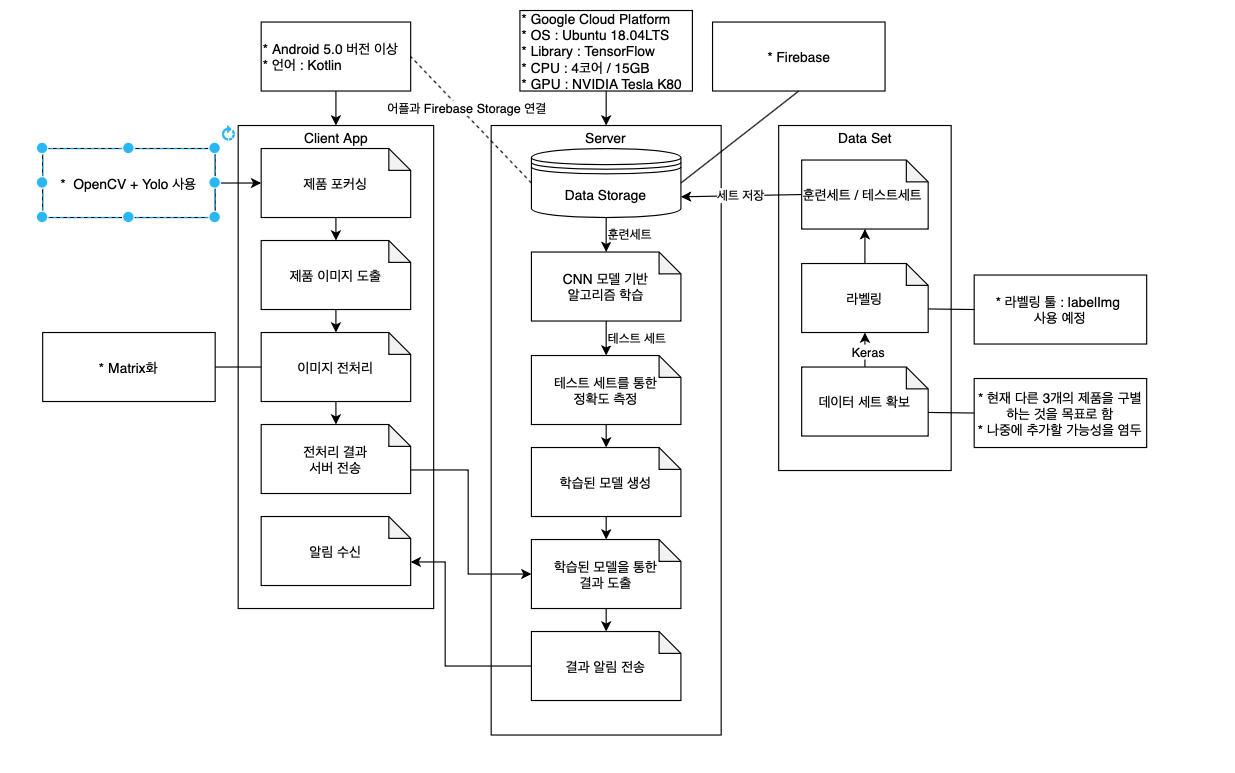 * Android 5.0 버전 이상
* 언어 : Kotlin
* Google Cloud Platform
* OS : Ubuntu 18.04LTS
* Library : TensorFlow
* CPU : 4코어 / 15GB
* GPU : NVIDIA Tesla K80
* Firebase
어플과 Firebase Storage 연결
Client App
Server
Data Set
* OpenCV + Yolo 사용
제품 포커싱
제품 이미지 도출
* Matrix화
이미지 전처리
전처리 결과
서버 전송
알림 수신
Data Storage
세트 저장
훈련세트
CNN 모델 기반
알고리즘 학습
테스트 세트
테스트 세트를 통한
정확도 측정
학습된 모델 생성
학습된 모델을 통한
결과 도출
결과 알림 전송
훈련세트 / 테스트세트
라벨링
* 라벨링 툴 : labelImg
사용 예정
Keras
데이터 세트 확보
* 현재 다른 3개의 제품을 구별
하는 것을 목표로 함
* 나중에 추가할 가능성을 염두